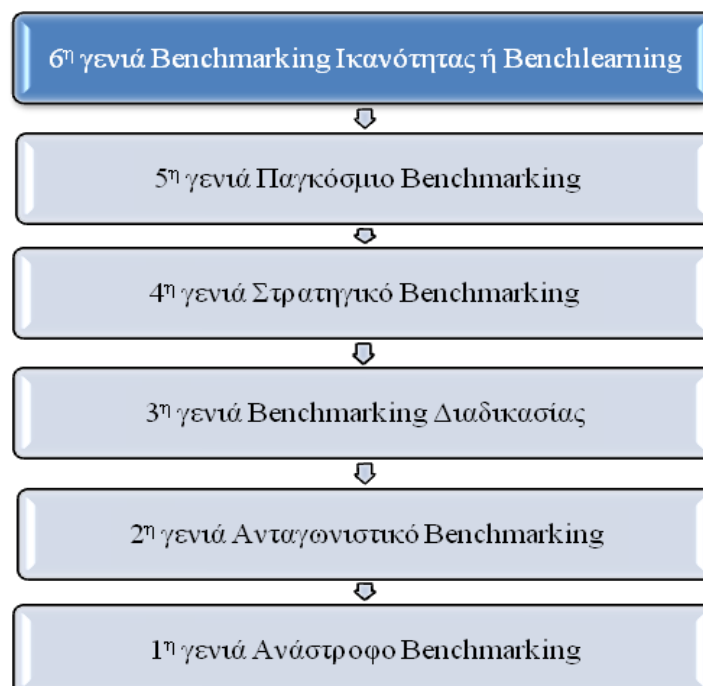 6η γενιά Benchmarking Ικανότητας ή Benchlearning
5η γενιά Παγκόσμιο Benchmarking
4η γενιά Στρατηγικό Benchmarking
3η γενιά Benchmarking Διαδικασίας
2η γενιά Ανταγωνιστικό Benchmarking
1η γενιά Ανάστροφο Benchmarking